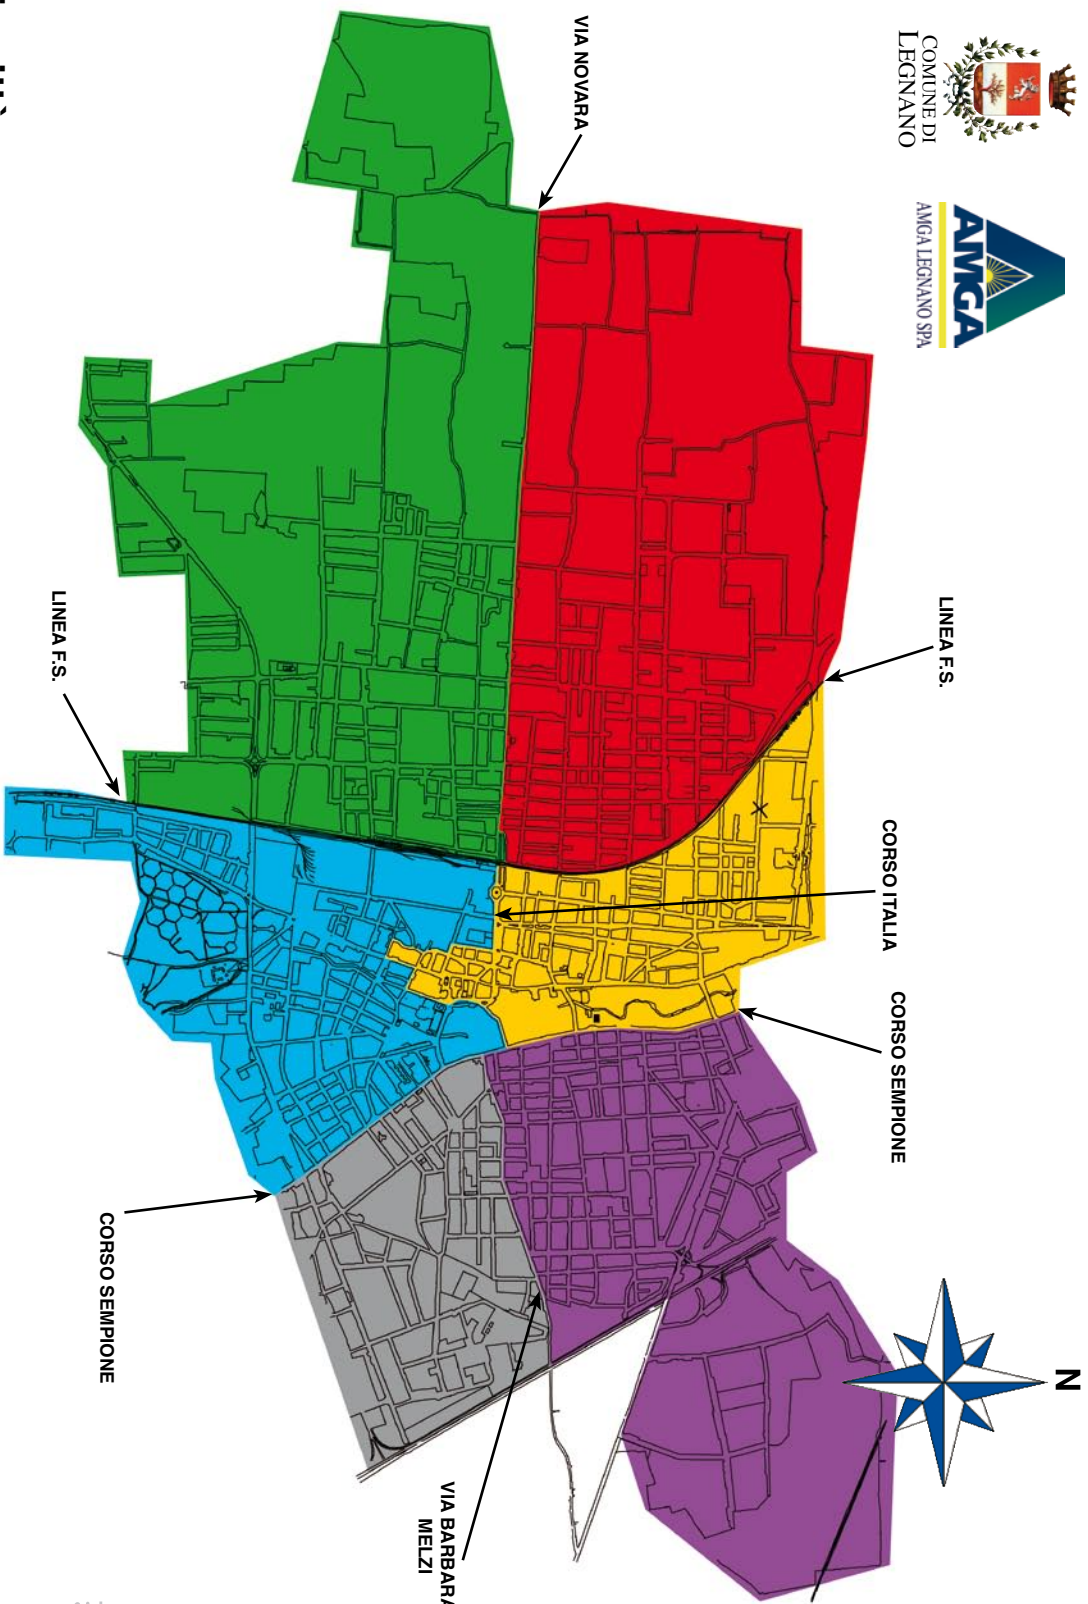 COMUNE DI
LEGNANO
AMGA
AMGA LEGNANO SPA
VIA NOVARA
LINEA F.S.
CORSO ITALIA
CORSO SEMPIONE
N
LINEA F.S.
CORSO SEMPIONE
VIA BARBARA
MELZI